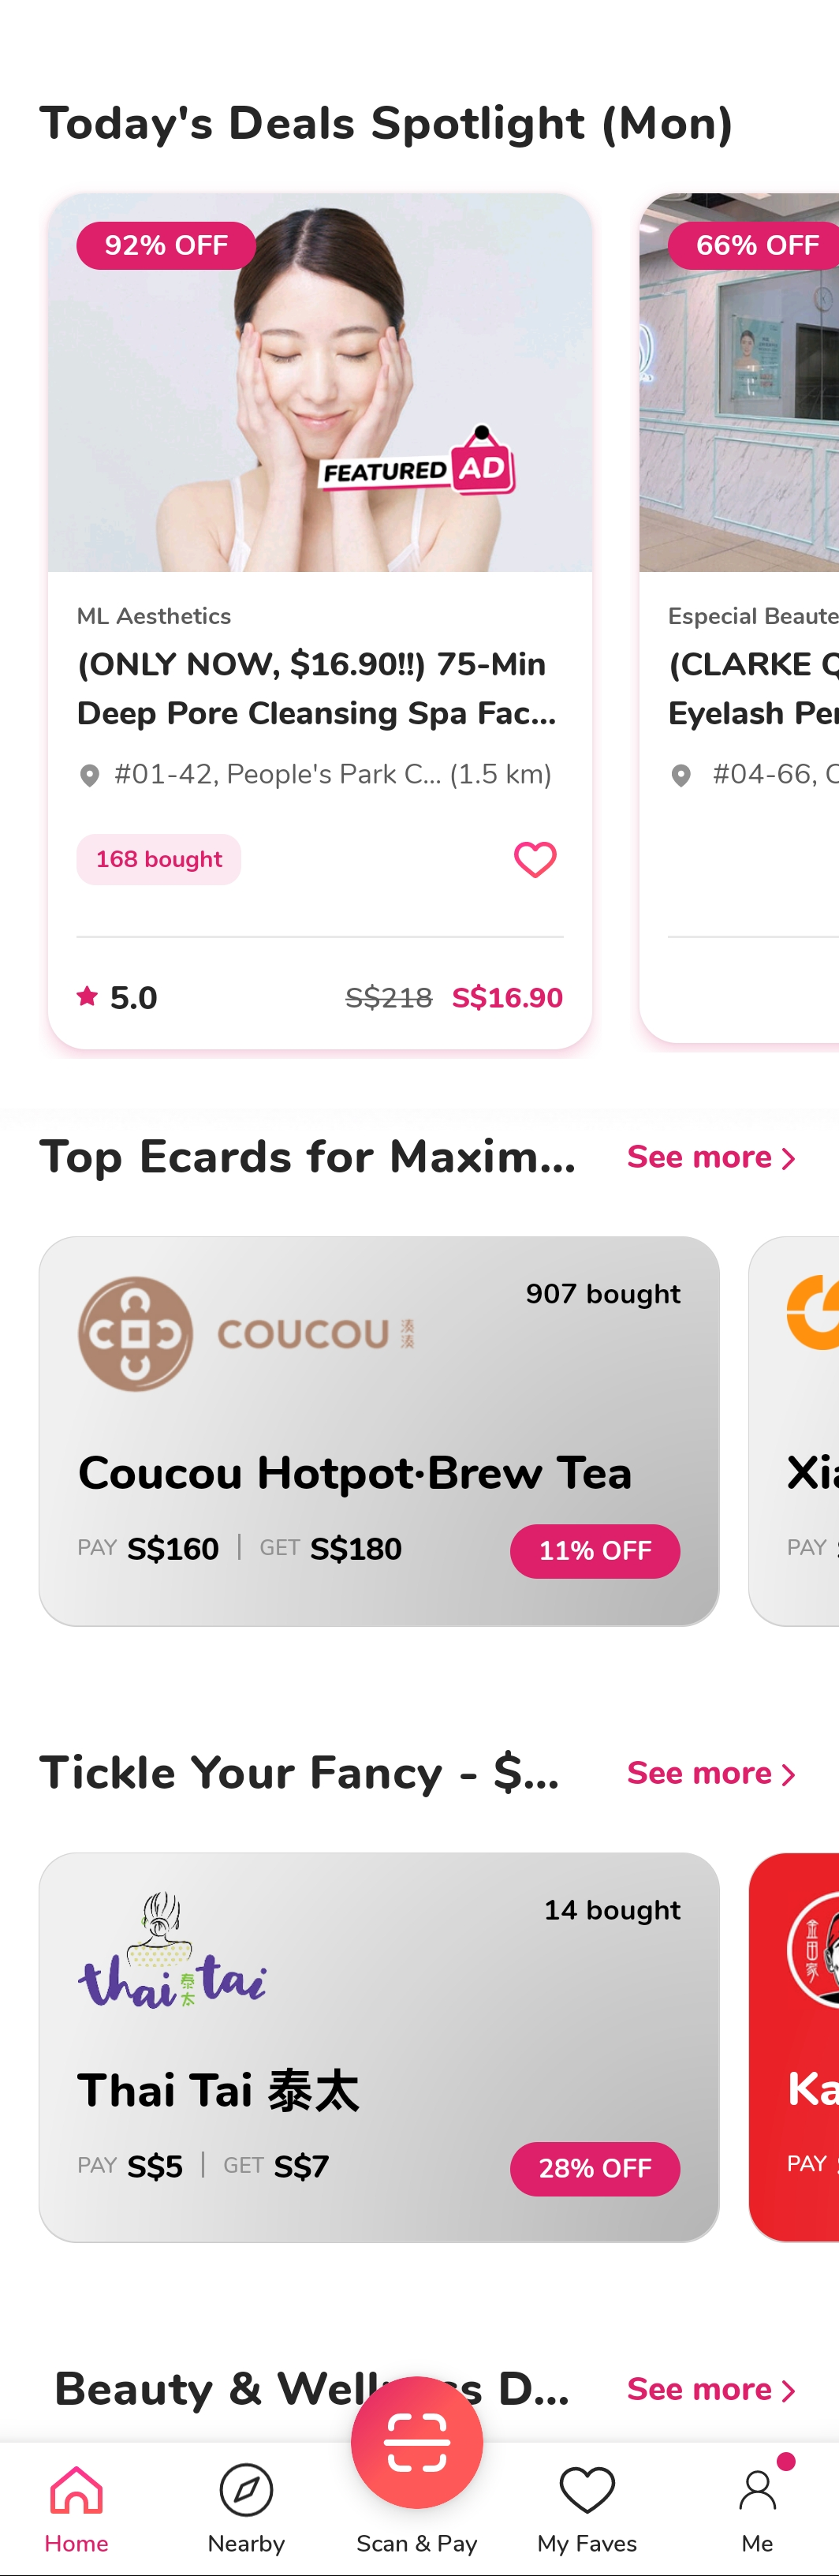 Today's Deals Spotlight (Mon)
92% OFF
66% OFF
FEATURED AD
ML Aesthetics
(ONLY NOW, $16.90!!) 75-Min
Deep Pore Cleansing Spa Fac...
#01-42, People's Park C... (1.5 km)
168 bought
5.0
S$218 S$16.90
Especial Beaute
(CLARKE Q
Eyelash Per
#04-66, C
Top Ecards for Maxim...
See more
COUCOU 湊湊
907 bought
Coucou Hotpot·Brew Tea
PAY S$160 | GET S$180
11% OFF
Xia
PAY
Tickle Your Fancy - $...
See more
thai 泰太 tai
14 bought
Thai Tai 泰太
PAY S$5 | GET S$7
28% OFF
金田家
Ka
PAY
Beauty & Well s D...
See more
Home
Nearby
Scan & Pay
My Faves
Me